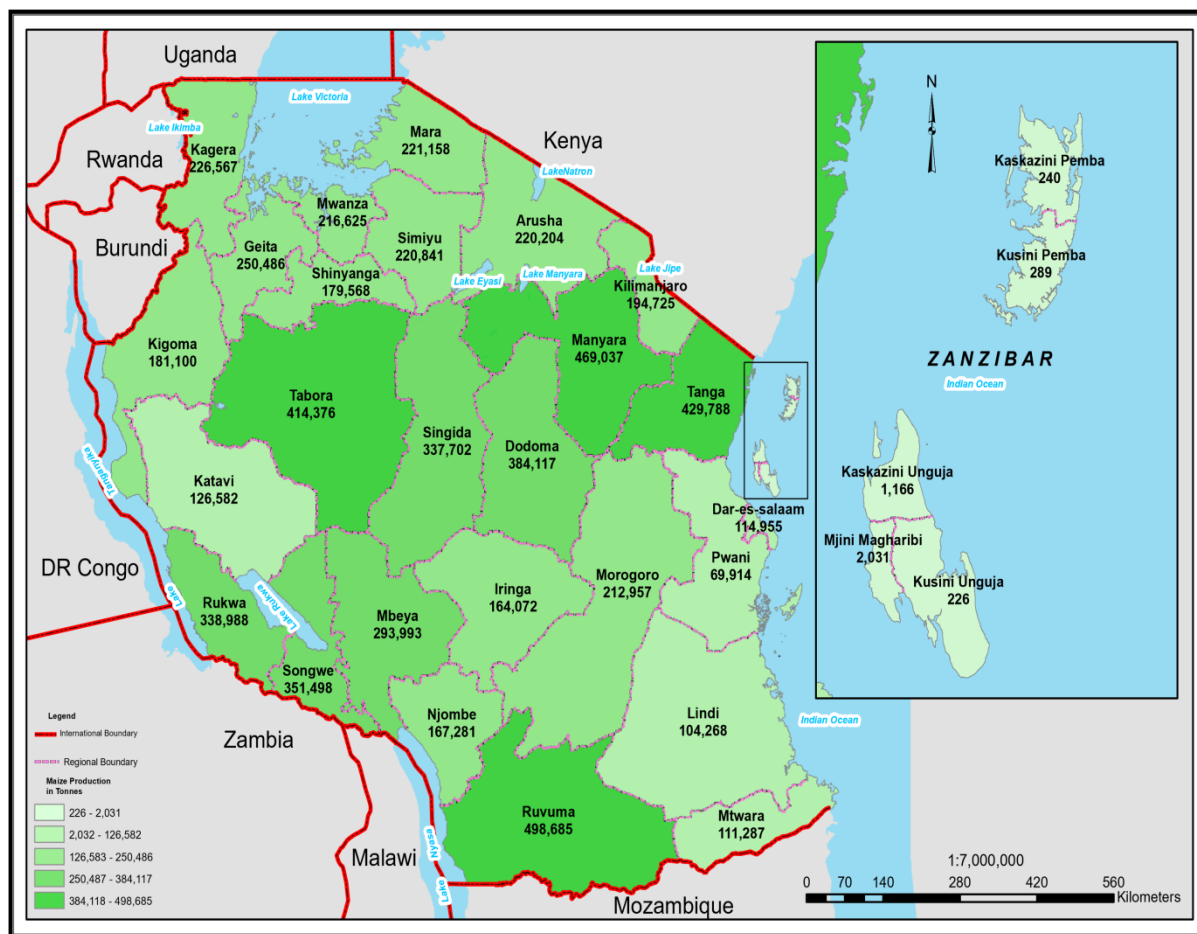 Uganda
Lake Victoria
Lake Ikimba
Kagera
226,567
Rwanda
Burundi
Mara
221,158
Kenya
LakeNatron
Mwanza
216,625
Simiyu
220,841
Arusha
220,204
Geita
250,486
Shinyanga
179,568
Lake Eyasi
Lake Manyara
Lake Jipe
Kilimanjaro
194,725
Kigoma
181,100
Tabora
414,376
Manyara
469,037
Tanga
429,788
Singida
337,702
Dodoma
384,117
Katavi
126,582
Tanganyika
Lake
DR Congo
Dar-es-salaam
114,955
Pwani
69,914
Morogoro
212,957
Iringa
164,072
Rukwa
338,988
Lake Rukwa
Mbeya
293,993
Songwe
351,498
Njombe
167,281
Lindi
104,268
Indian Ocean
Zambia
Ruvuma
498,685
Mtwara
111,287
Malawi
Nyasa
Lake
Mozambique
N
Kaskazini Pemba
240
Kusini Pemba
289
ZANZIBAR
Indian Ocean
Kaskazini Unguja
1,166
Mjini Magharibi
2,031
Kusini Unguja
226
Legend
International Boundary
Regional Boundary
Maize Production
in Tonnes
226 - 2,031
2,032 - 126,582
126,583 - 250,486
250,487 - 384,117
384,118 - 498,685
1:7,000,000
0 70 140 280 420 560
Kilometers